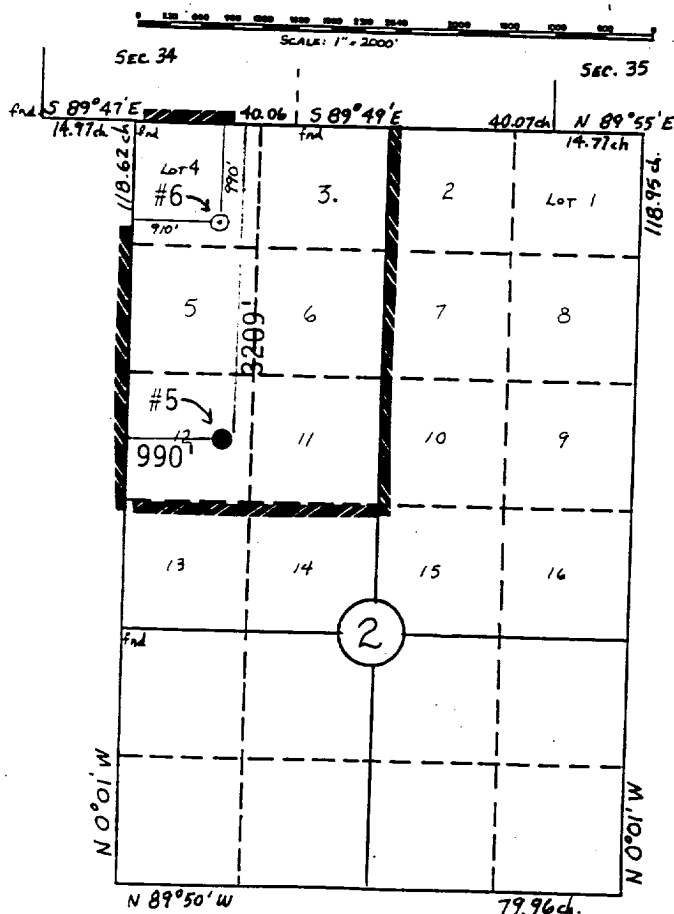 SCALE: 1" = 2000'
SEC. 34
SEC. 35
fnd. S 89°47'E 40.06 S 89°49'E 40.07ch N 89°55'E
14.97ch fnd fnd 14.77ch
118.62 ch
118.95 ch.
LOT 4
3.
2
LOT 1
990'
#6
910'
5
6
7
8
3209'
#5
12
11
10
9
990'
13
14
15
16
2
fnd
N 0°01' W
N 0°01' W
N 89°50' W
79.96ch.